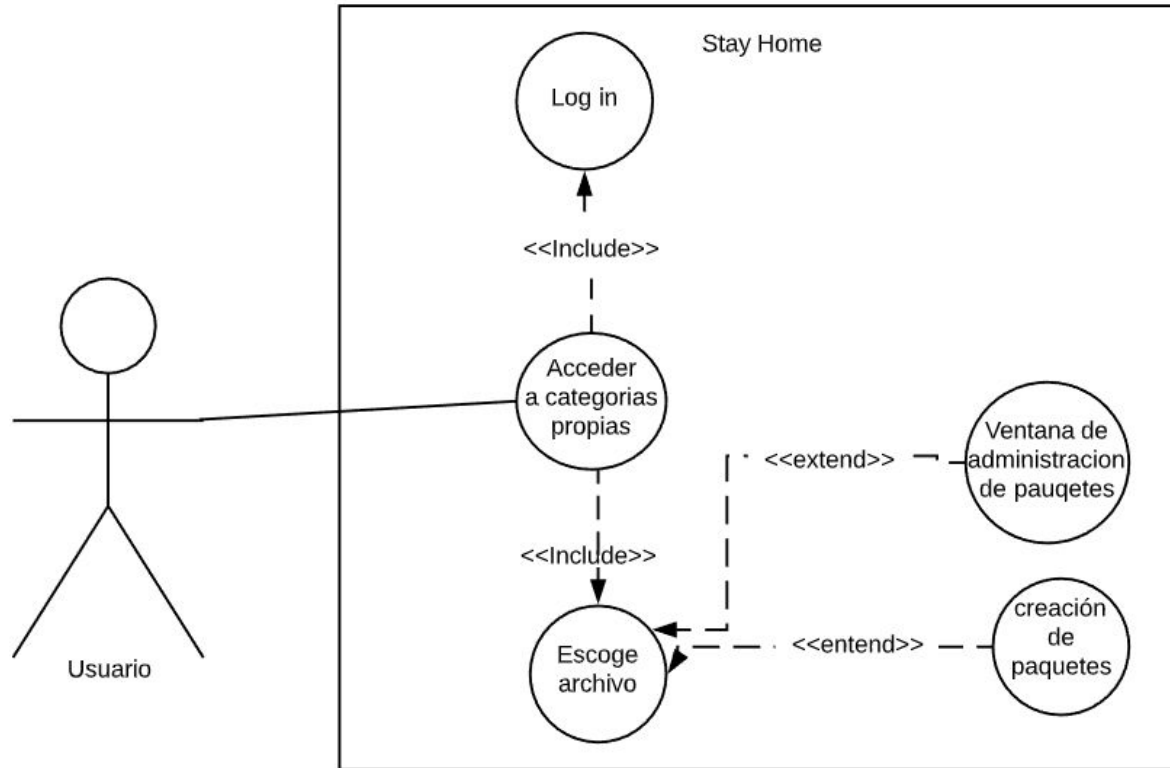 Stay Home
Log in
<<Include>>
Acceder
a categorias
propias
Ventana de
administracion
de pauqetes
<<extend>>
<<Include>>
creación
de
paquetes
<<entend>>
Escoge
archivo
Usuario